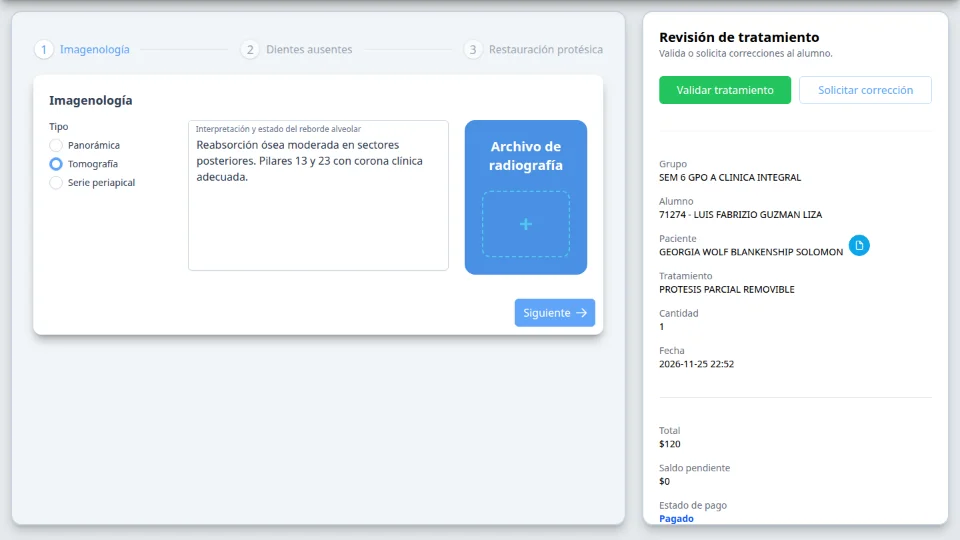 1 Imagenología
2 Dientes ausentes
3 Restauración protésica
Imagenología
Tipo
Panorámica
Tomografía
Serie periapical
Interpretación y estado del reborde alveolar
Reabsorción ósea moderada en sectores
posteriores. Pilares 13 y 23 con corona clínica
adecuada.
Archivo de
radiografía
+
Siguiente →
Revisión de tratamiento
Valida o solicita correcciones al alumno.
Validar tratamiento
Solicitar corrección
Grupo
SEM 6 GPO A CLINICA INTEGRAL
Alumno
71274 - LUIS FABRIZIO GUZMAN LIZA
Paciente
GEORGIA WOLF BLANKENSHIP SOLOMON
Tratamiento
PROTESIS PARCIAL REMOVIBLE
Cantidad
1
Fecha
2026-11-25 22:52
Total
$120
Saldo pendiente
$0
Estado de pago
Pagado